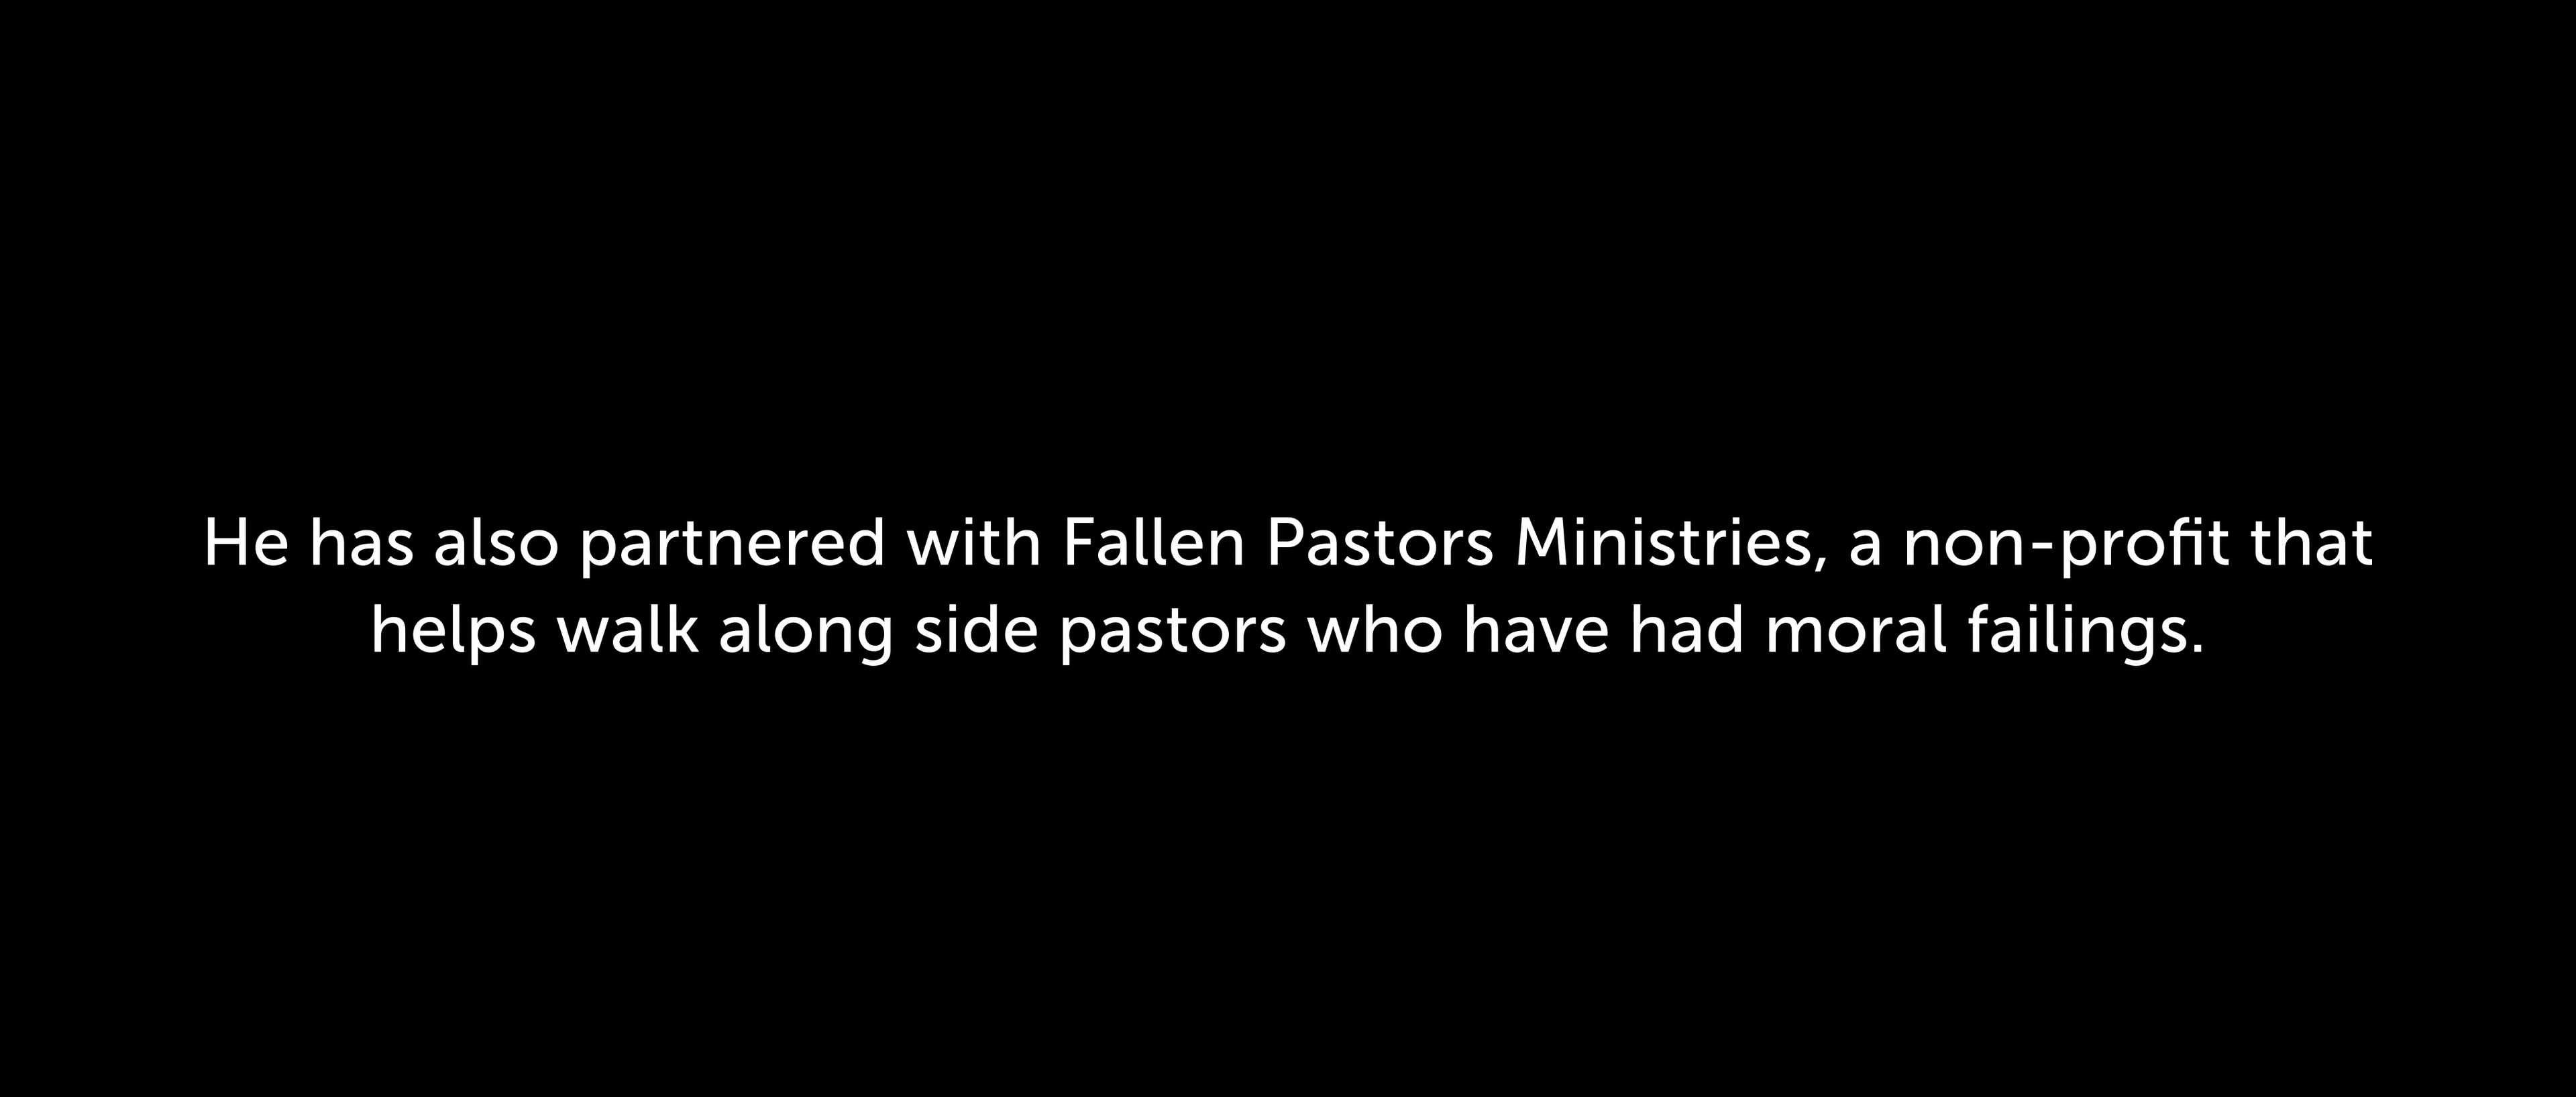 He has also partnered with Fallen Pastors Ministries, a non-profit that
helps walk along side pastors who have had moral failings.